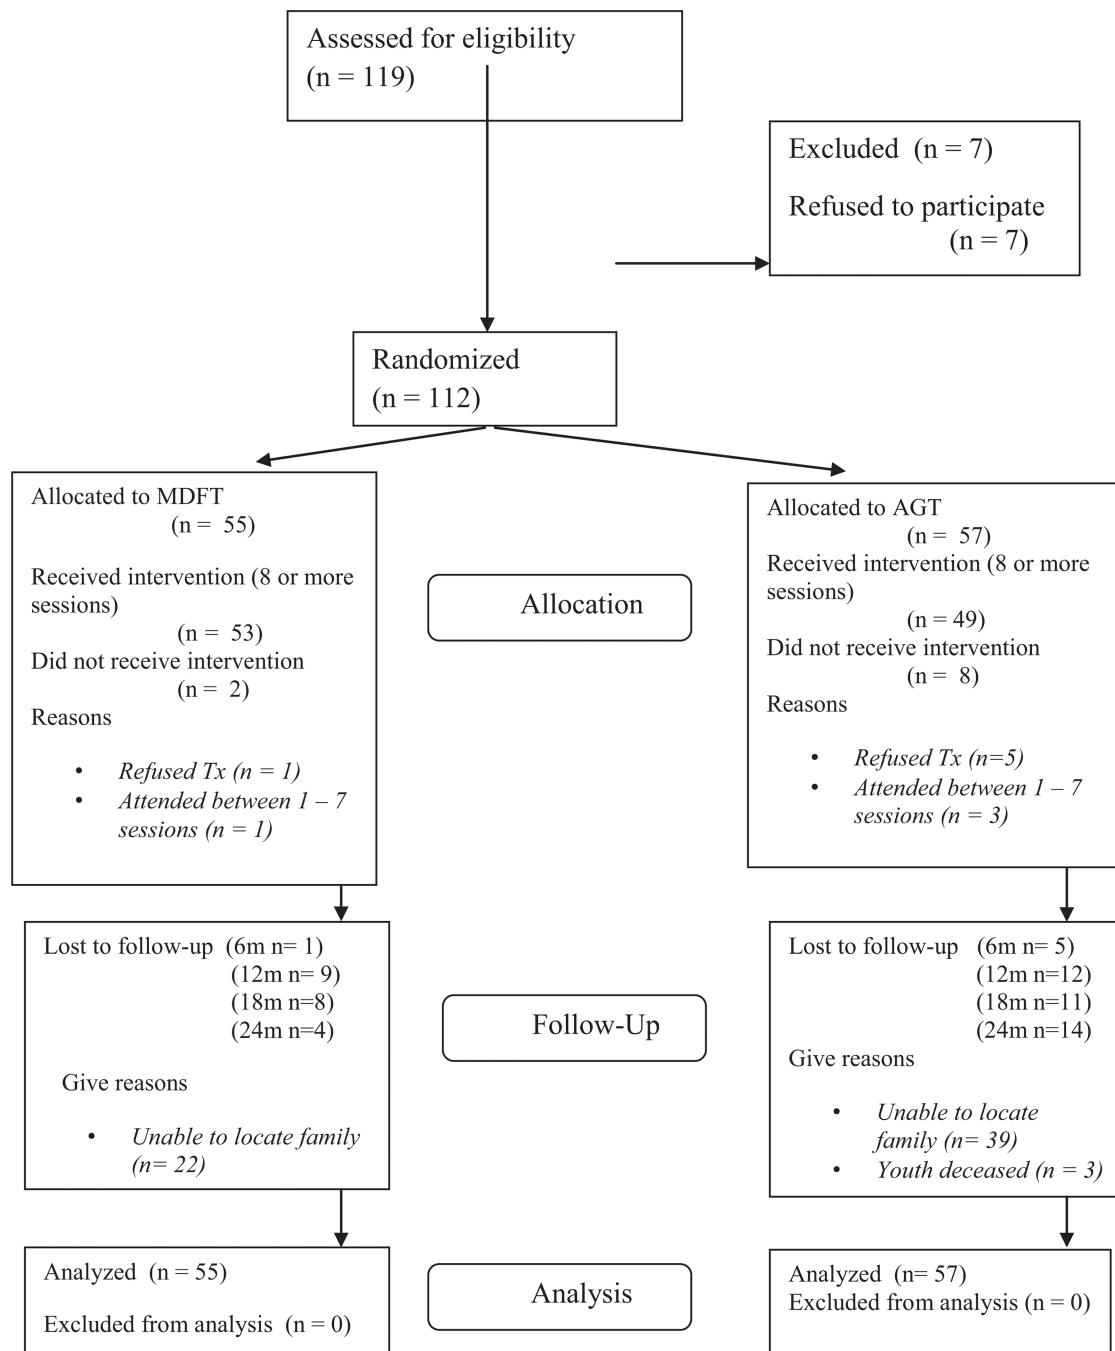 Assessed for eligibility
(n = 119)
Excluded (n = 7)
Refused to participate
(n = 7)
Randomized
(n = 112)
Allocated to MDFT
(n = 55)
Received intervention (8 or more
sessions)
(n = 53)
Did not receive intervention
(n = 2)
Reasons
• Refused Tx (n = 1)
• Attended between 1 – 7
sessions (n = 1)
Allocation
Allocated to AGT
(n = 57)
Received intervention (8 or more
sessions)
(n = 49)
Did not receive intervention
(n = 8)
Reasons
• Refused Tx (n=5)
• Attended between 1 – 7
sessions (n = 3)
Lost to follow-up (6m n= 1)
(12m n= 9)
(18m n=8)
(24m n=4)
Give reasons
• Unable to locate family
(n= 22)
Follow-Up
Lost to follow-up (6m n= 5)
(12m n=12)
(18m n=11)
(24m n=14)
Give reasons
• Unable to locate
family (n= 39)
• Youth deceased (n = 3)
Analyzed (n = 55)
Excluded from analysis (n = 0)
Analysis
Analyzed (n= 57)
Excluded from analysis (n = 0)